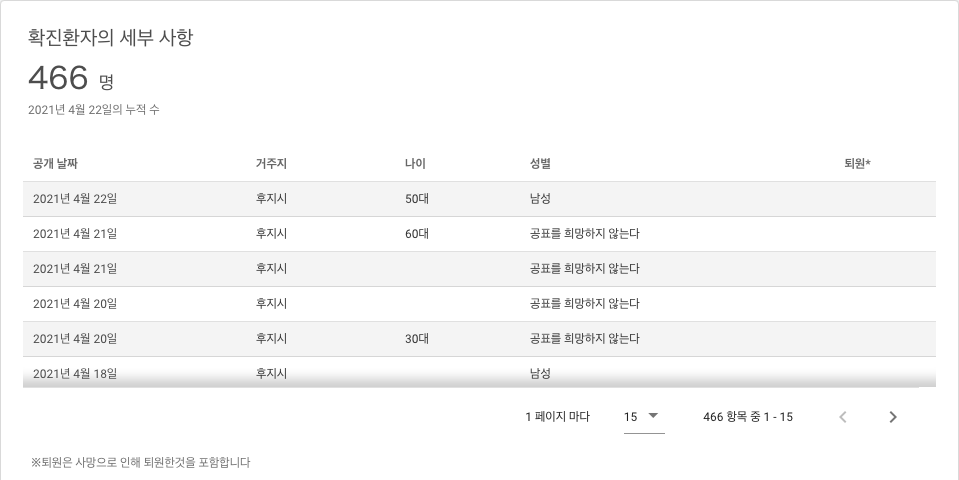 확진환자의 세부 사항
466 명
2021년 4월 22일의 누적 수
공개 날짜 거주지 나이 성별 퇴원*
2021년 4월 22일 후지시 50대 남성
2021년 4월 21일 후지시 60대 공표를 희망하지 않는다
2021년 4월 21일 후지시 공표를 희망하지 않는다
2021년 4월 20일 후지시 공표를 희망하지 않는다
2021년 4월 20일 후지시 30대 공표를 희망하지 않는다
2021년 4월 18일 후지시 남성
1 페이지 마다 15 466 항목 중 1 - 15
※퇴원은 사망으로 인해 퇴원한것을 포함합니다